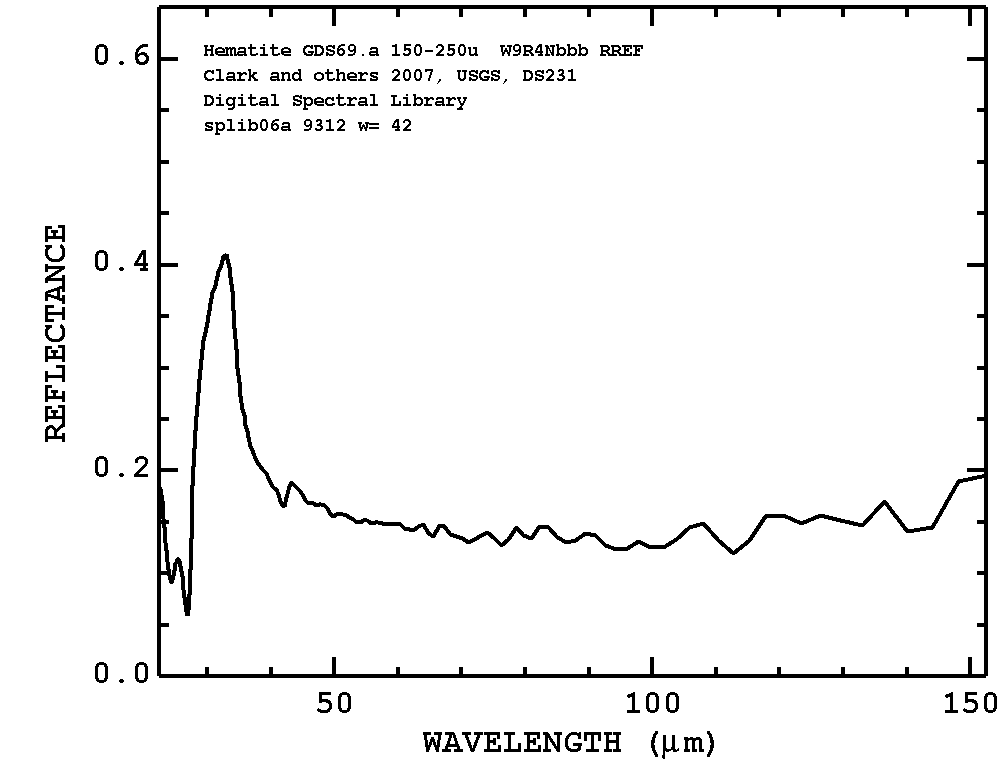 Hematite GDS69.a 150-250u  W9R4Nbbb RREF
Clark and others 2007, USGS, DS231
Digital Spectral Library
splib06a 9312 w= 42
0.6
0.4
0.2
0.0
REFLECTANCE
50 100 150
WAVELENGTH (μm)